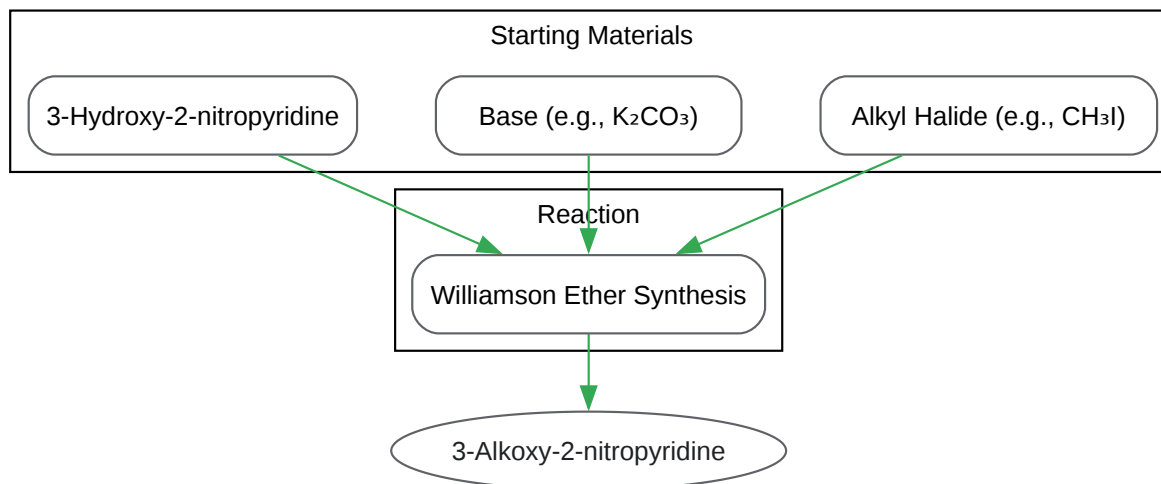 Starting Materials
3-Hydroxy-2-nitropyridine
Base (e.g., K₂CO₃)
Alkyl Halide (e.g., CH₃I)
Reaction
Williamson Ether Synthesis
3-Alkoxy-2-nitropyridine